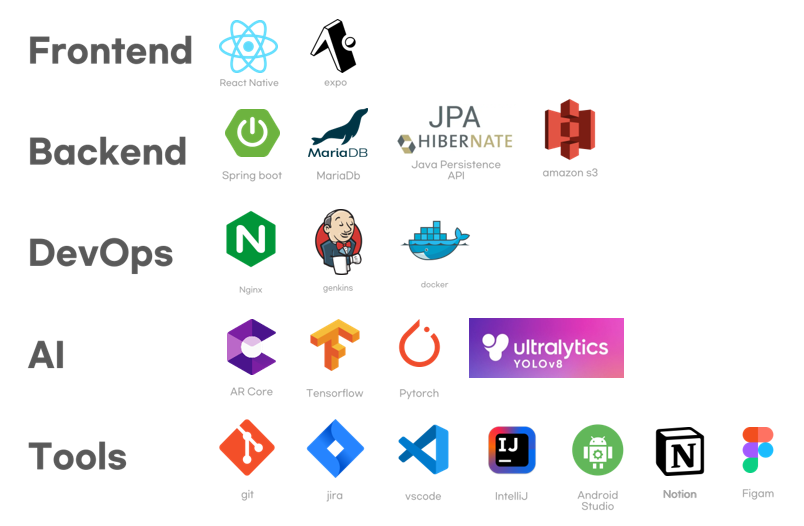 Frontend
React Native
expo
Backend
MariaDB
JPA
HIBERNATE
Spring boot
MariaDb
Java Persistence
API
amazon s3
DevOps
N
Nginx
genkins
docker
AI
ultralytics
YOLOv8
AR Core
Tensorflow
Pytorch
Tools
IJ
N
git
jira
vscode
IntelliJ
Android
Studio
Notion
Figam